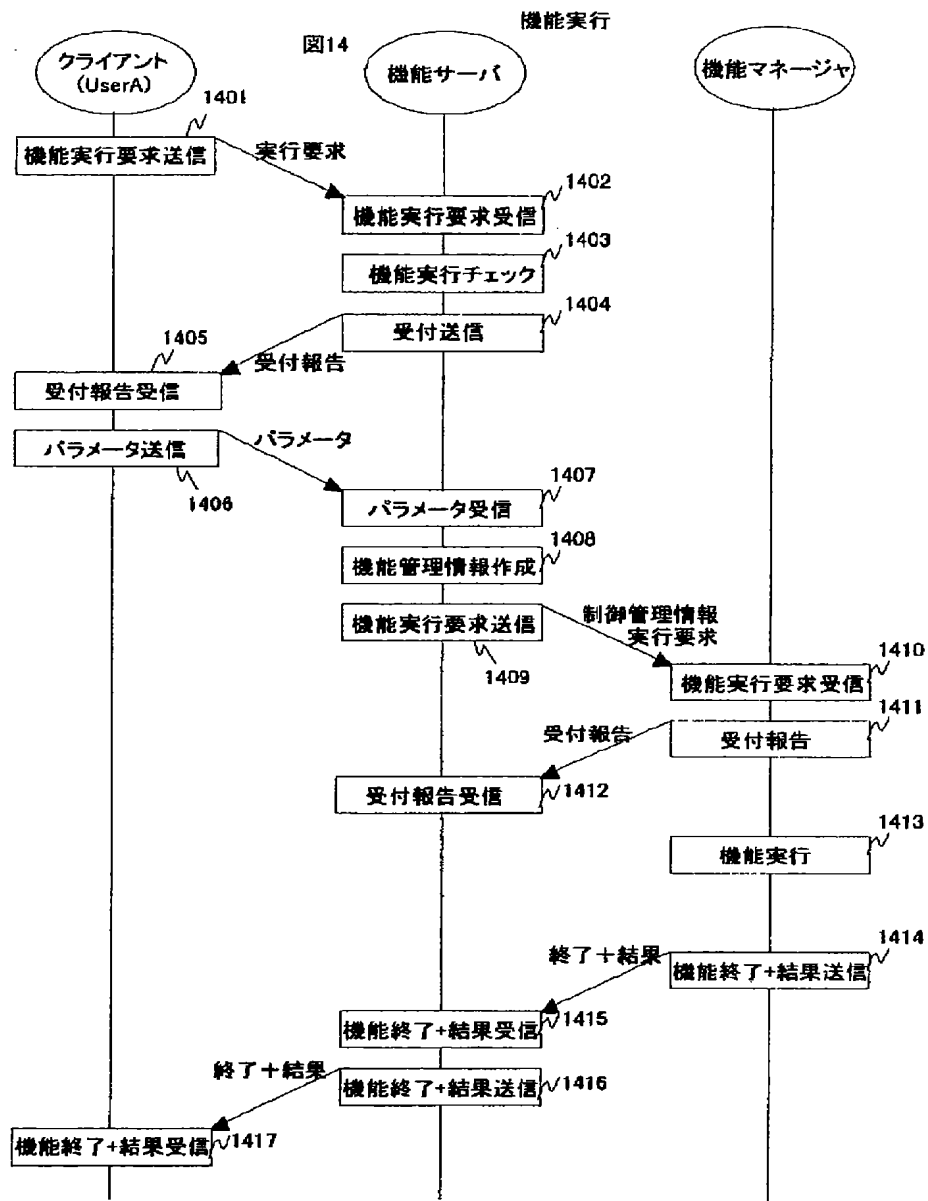 機能実行
図14
クライアント
(UserA)
機能サーバ
機能マネージャ
1401
機能実行要求送信
実行要求
1402
機能実行要求受信
1403
機能実行チェック
1404
受付送信
受付報告
1405
受付報告受信
パラメータ送信
パラメータ
1406
1407
パラメータ受信
1408
機能管理情報作成
機能実行要求送信
1409
制御管理情報
実行要求
1410
機能実行要求受信
1411
受付報告
受付報告
受付報告受信
1412
1413
機能実行
1414
機能終了+結果送信
終了+結果
機能終了+結果受信
1415
機能終了+結果送信
1416
終了+結果
機能終了+結果受信
1417